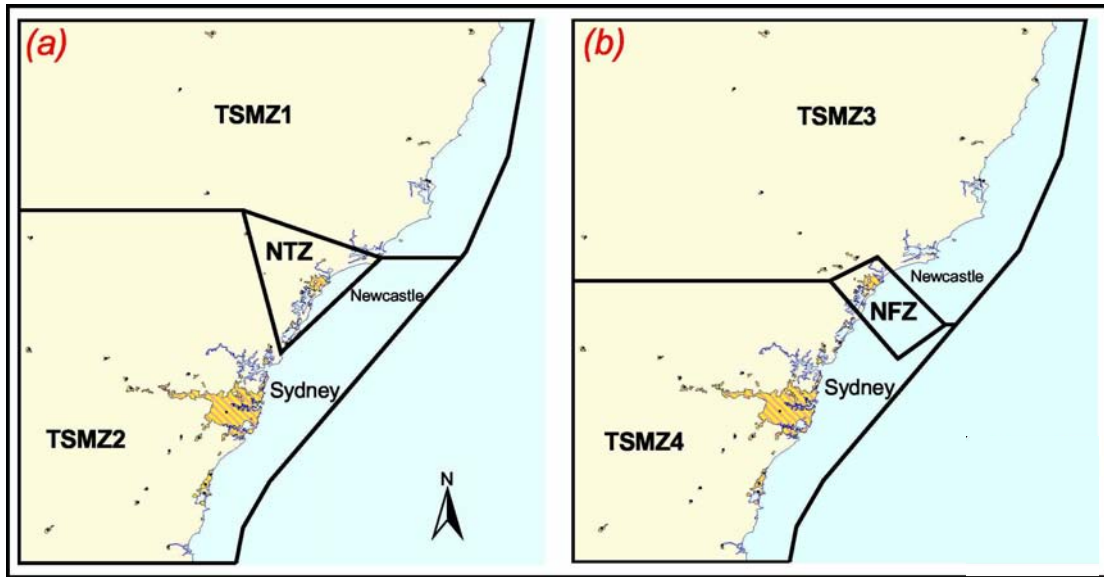 (a)
TSMZ1
NTZ
Newcastle
Sydney
TSMZ2
N
(b)
TSMZ3
Newcastle
NFZ
Sydney
TSMZ4